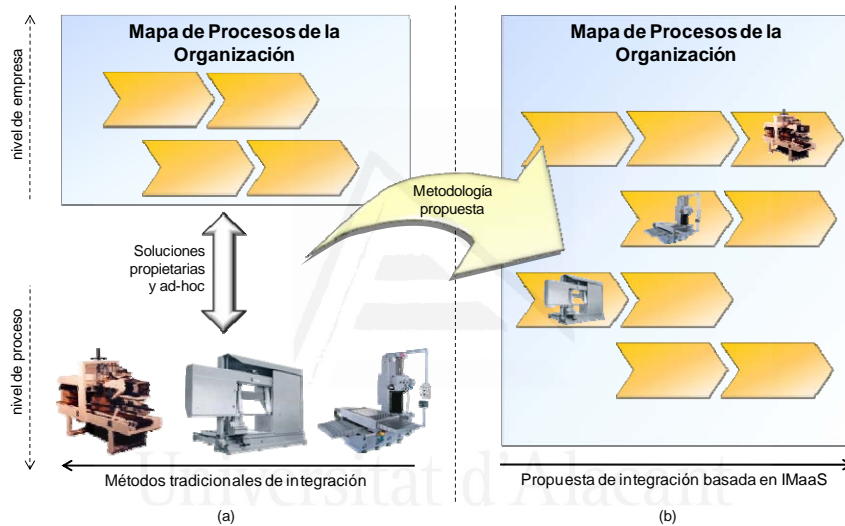 Mapa de Procesos de la
Organización
nivel de empresa
Soluciones
propietarias
y ad-hoc
nivel de proceso
Métodos tradicionales de integración
(a)
Metodología
propuesta
Mapa de Procesos de la
Organización
Propuesta de integración basada en IMaaS
(b)
Universitat d'Alacant